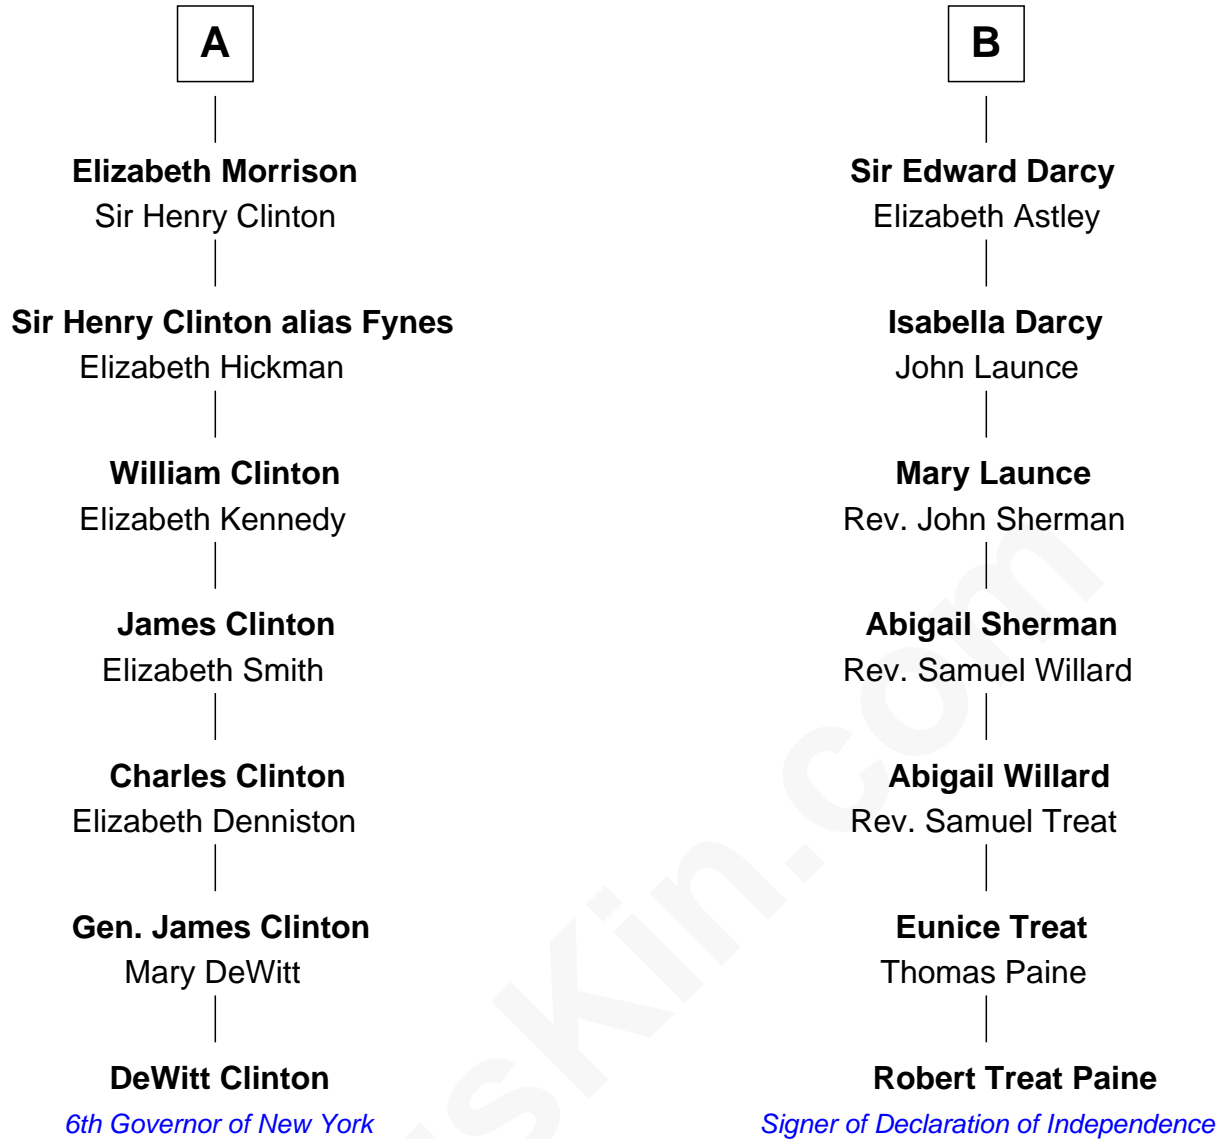 A
Elizabeth Morrison
Sir Henry Clinton
Sir Henry Clinton alias Fynes
Elizabeth Hickman
William Clinton
Elizabeth Kennedy
James Clinton
Elizabeth Smith
Charles Clinton
Elizabeth Denniston
Gen. James Clinton
Mary DeWitt
DeWitt Clinton
6th Governor of New York
B
Sir Edward Darcy
Elizabeth Astley
Isabella Darcy
John Launce
Mary Launce
Rev. John Sherman
Abigail Sherman
Rev. Samuel Willard
Abigail Willard
Rev. Samuel Treat
Eunice Treat
Thomas Paine
Robert Treat Paine
Signer of Declaration of Independence
sKin.com